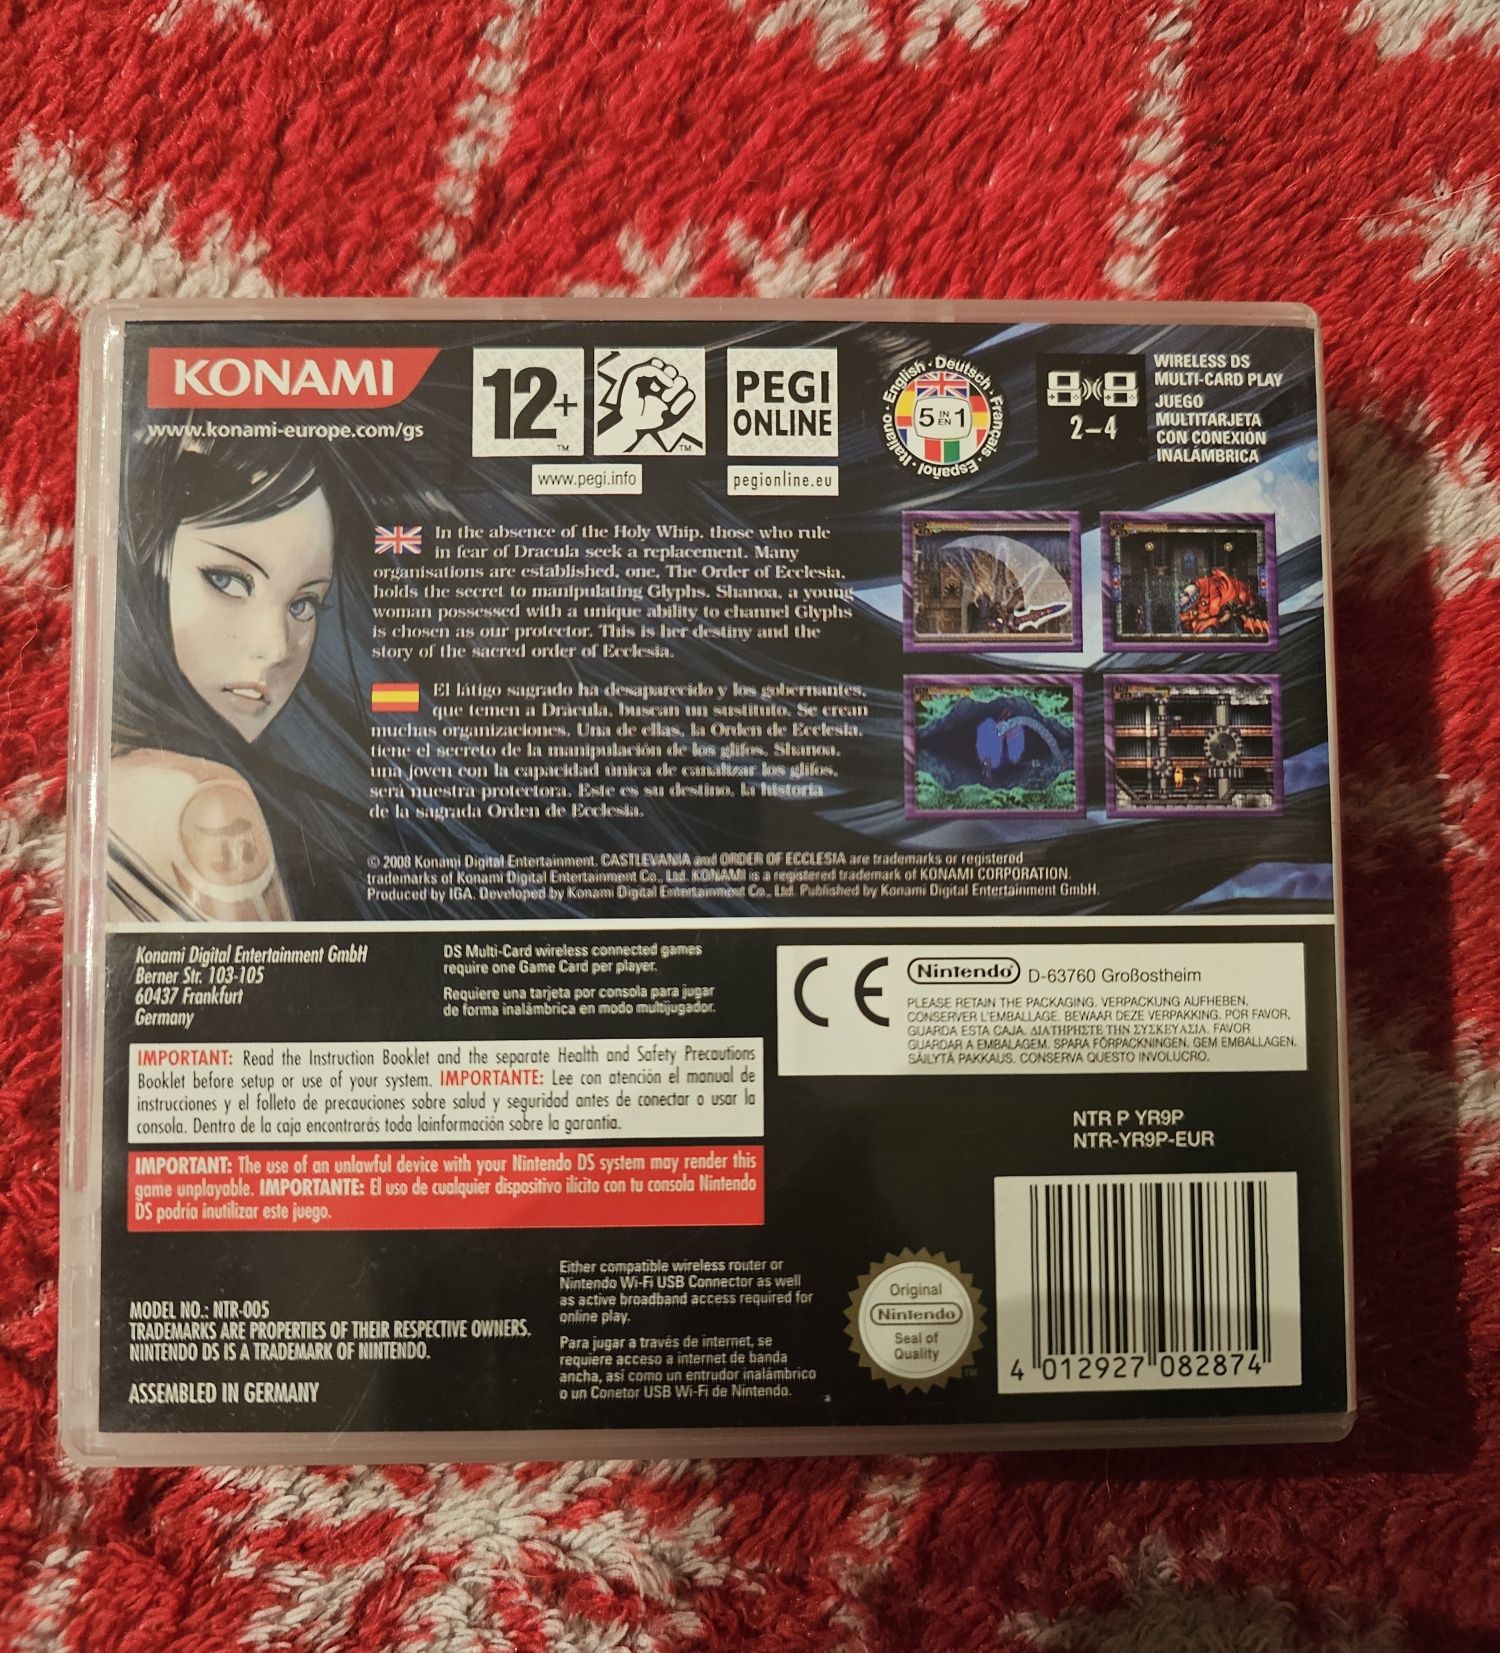 KONAMI
www.konami-europe.com/gs
12+
TM
TM
www.pegi.info
PEGI
ONLINE
pegionline.eu
English · Deutsch · Français · Español · Italiano ·
5 IN EN 1
2–4
WIRELESS DS
MULTI-CARD PLAY
JUEGO
MULTITARJETA
CON CONEXIÓN
INALÁMBRICA
In the absence of the Holy Whip, those who rule
in fear of Dracula seek a replacement. Many
organisations are established, one, The Order of Ecclesia,
holds the secret to manipulating Glyphs. Shanoa, a young
woman possessed with a unique ability to channel Glyphs
is chosen as our protector. This is her destiny and the
story of the sacred order of Ecclesia.
El látigo sagrado ha desaparecido y los gobernantes,
que temen a Drácula, buscan un sustituto. Se crean
muchas organizaciones. Una de ellas, la Orden de Ecclesia,
tiene el secreto de la manipulación de los glifos. Shanoa,
una joven con la capacidad única de canalizar los glifos,
será nuestra protectora. Este es su destino, la historia
de la sagrada Orden de Ecclesia.
© 2008 Konami Digital Entertainment. CASTLEVANIA and ORDER OF ECCLESIA are trademarks or registered
trademarks of Konami Digital Entertainment Co., Ltd. KONAMI is a registered trademark of KONAMI CORPORATION.
Produced by IGA. Developed by Konami Digital Entertainment Co., Ltd. Published by Konami Digital Entertainment GmbH.
Konami Digital Entertainment GmbH
Berner Str. 103-105
60437 Frankfurt
Germany
DS Multi-Card wireless connected games
require one Game Card per player.
Requiere una tarjeta por consola para jugar
de forma inalámbrica en modo multijugador.
CE
Nintendo D-63760 Großostheim
PLEASE RETAIN THE PACKAGING. VERPACKUNG AUFHEBEN.
CONSERVER L'EMBALLAGE. BEWAAR DEZE VERPAKKING. POR FAVOR,
GUARDA ESTA CAJA. ΔΙΑΤΗΡΗΣΤΕ ΤΗΝ ΣΥΣΚΕΥΑΣΙΑ. FAVOR
GUARDAR A EMBALAGEM. SPARA FÖRPACKNINGEN. GEM EMBALLAGEN.
SÄILYTÄ PAKKAUS. CONSERVA QUESTO INVOLUCRO.
IMPORTANT: Read the Instruction Booklet and the separate Health and Safety Precautions
Booklet before setup or use of your system. IMPORTANTE: Lee con atención el manual de
instrucciones y el folleto de precauciones sobre salud y seguridad antes de conectar o usar la
consola. Dentro de la caja encontrarás toda lainformación sobre la garantia.
IMPORTANT: The use of an unlawful device with your Nintendo DS system may render this
game unplayable. IMPORTANTE: El uso de cualquier dispositivo ilícito con tu consola Nintendo
DS podría inutilizar este juego.
NTR P YR9P
NTR-YR9P-EUR
Either compatible wireless router or
Nintendo Wi-Fi USB Connector as well
as active broadband access required for
online play.
Para jugar a través de internet, se
requiere acceso a internet de banda
ancha, así como un entrudor inalámbrico
o un Conetor USB Wi-Fi de Nintendo.
MODEL NO.: NTR-005
TRADEMARKS ARE PROPERTIES OF THEIR RESPECTIVE OWNERS.
NINTENDO DS IS A TRADEMARK OF NINTENDO.
ASSEMBLED IN GERMANY
Original
Nintendo
Seal of
Quality
TM
4 012927 082874